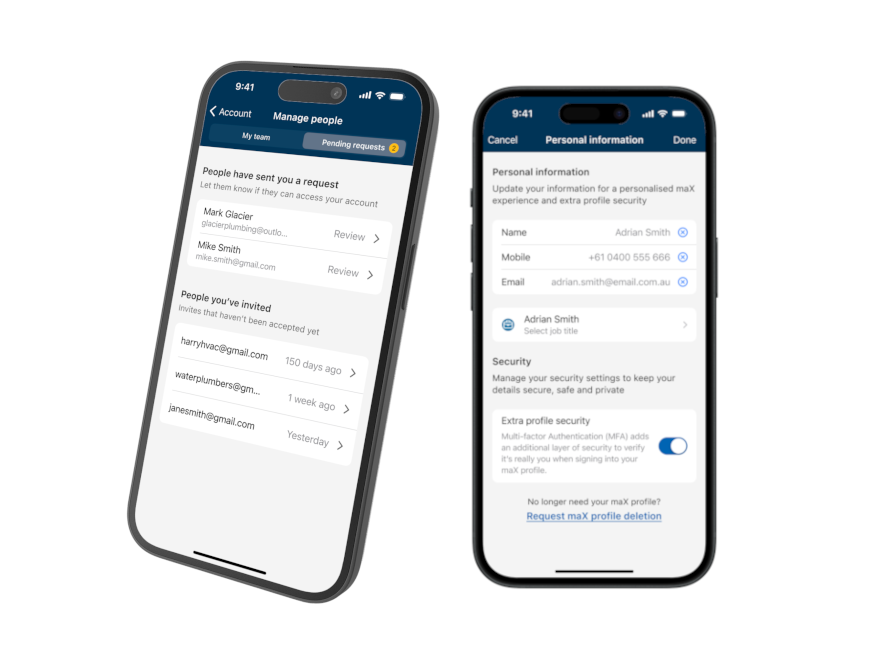 9:41
Account
Manage people
My team
Pending requests 2
People have sent you a request
Let them know if they can access your account
Mark Glacier
glacierplumbing@outlo...
Review
Mike Smith
mike.smith@gmail.com
Review
People you've invited
Invites that haven't been accepted yet
harryhvac@gmail.com
150 days ago
waterplumbers@gm...
1 week ago
janesmith@gmail.com
Yesterday
9:41
Cancel
Personal information
Done
Personal information
Update your information for a personalised maX
experience and extra profile security
Name
Adrian Smith
Mobile
+61 0400 555 666
Email
adrian.smith@email.com.au
Adrian Smith
Select job title
Security
Manage your security settings to keep your
details secure, safe and private
Extra profile security
Multi-factor Authentication (MFA) adds
an additional layer of security to verify
it's really you when signing into your
maX profile.
No longer need your maX profile?
Request maX profile deletion